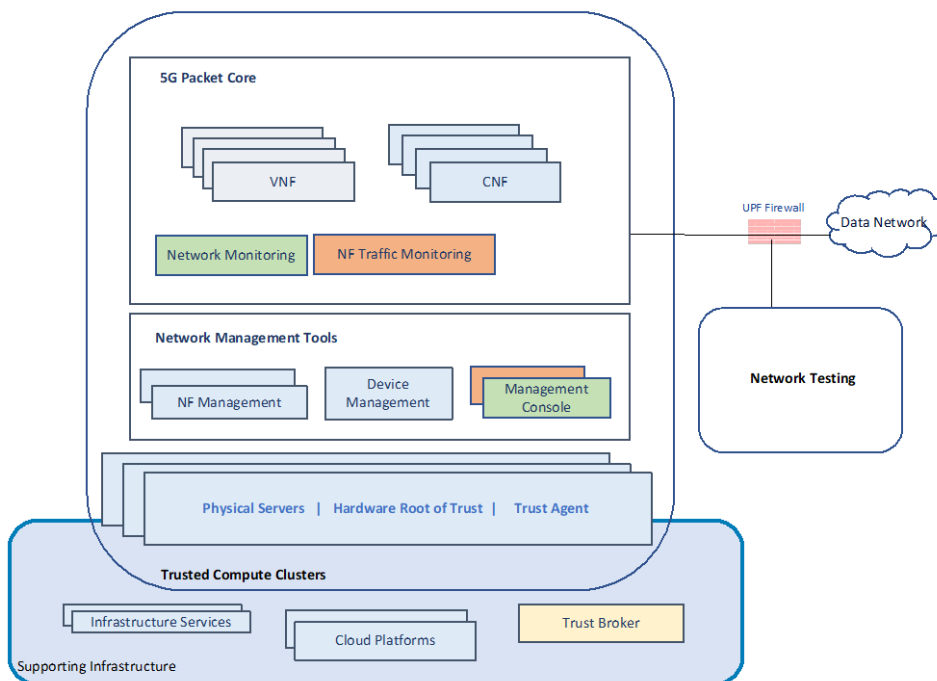 5G Packet Core
VNF
CNF
Network Monitoring
NF Traffic Monitoring
UPF Firewall
Data Network
Network Management Tools
NF Management
Device
Management
Management
Console
Network Testing
Physical Servers | Hardware Root of Trust | Trust Agent
Trusted Compute Clusters
Infrastructure Services
Cloud Platforms
Trust Broker
Supporting Infrastructure